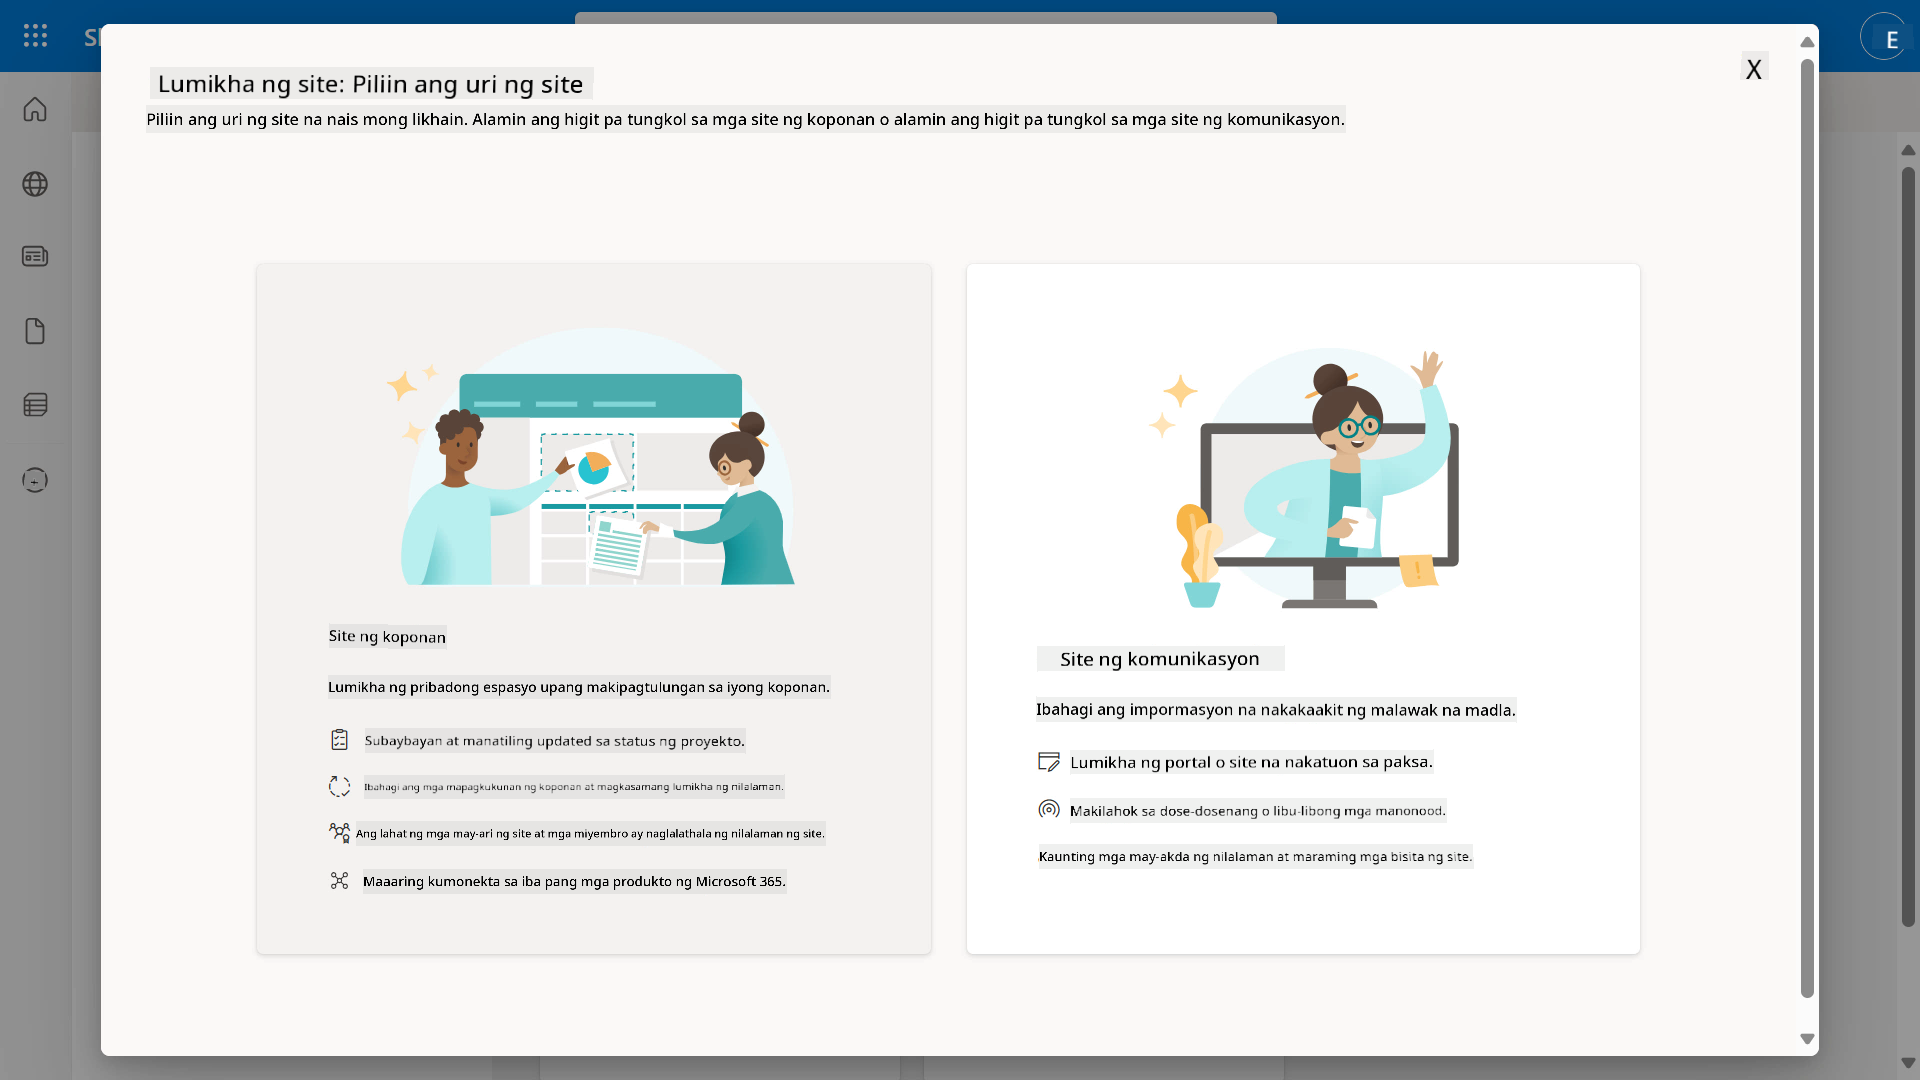 E
X
Lumikha ng site: Piliin ang uri ng site
Piliin ang uri ng site na nais mong likhain. Alamin ang higit pa tungkol sa mga site ng koponan o alamin ang higit pa tungkol sa mga site ng komunikasyon.
Site ng koponan
Lumikha ng pribadong espasyo upang makipagtulungan sa iyong koponan.
Subaybayan at manatiling updated sa status ng proyekto.
Ibahagi ang mga mapagkukunan ng koponan at magkasamang lumikha ng nilalaman.
Ang lahat ng mga may-ari ng site at mga miyembro ay naglalathala ng nilalaman ng site.
Maaaring kumonekta sa iba pang mga produkto ng Microsoft 365.
Site ng komunikasyon
Ibahagi ang impormasyon na nakakaakit ng malawak na madla.
Lumikha ng portal o site na nakatuon sa paksa.
Makilahok sa dose-dosenang o libu-libong mga manonood.
Kaunting mga may-akda ng nilalaman at maraming mga bisita ng site.